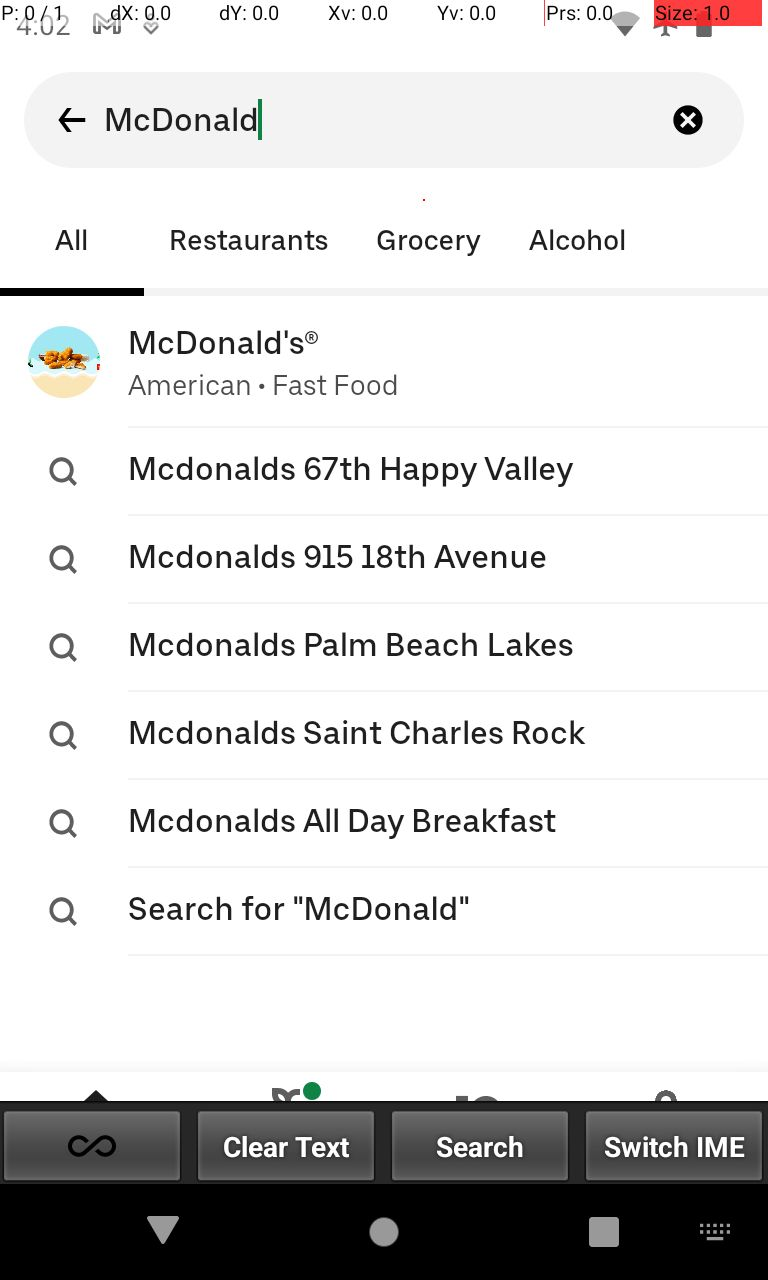 P: 0 / 1 dX: 0.0 dY: 0.0 Xv: 0.0 Yv: 0.0 Prs: 0.0 Size: 1.0
4:02
McDonald
All Restaurants Grocery Alcohol
McDonald's®
American • Fast Food
Mcdonalds 67th Happy Valley
Mcdonalds 915 18th Avenue
Mcdonalds Palm Beach Lakes
Mcdonalds Saint Charles Rock
Mcdonalds All Day Breakfast
Search for "McDonald"
Clear Text Search Switch IME